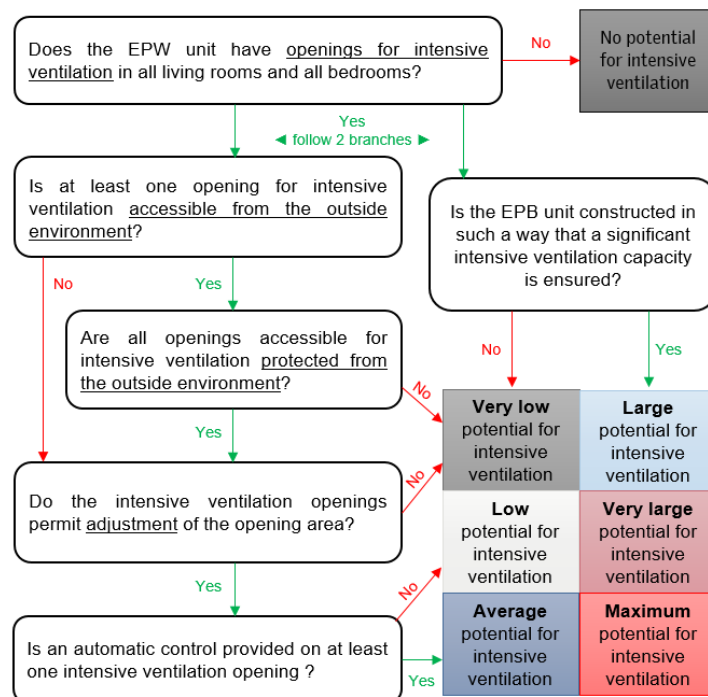 Does the EPW unit have openings for intensive
ventilation in all living rooms and all bedrooms?
No
No potential
for intensive
ventilation
Yes
◄ follow 2 branches ►
Is at least one opening for intensive
ventilation accessible from the outside
environment?
Is the EPB unit constructed in
such a way that a significant
intensive ventilation capacity
is ensured?
No
Yes
Are all openings accessible for
intensive ventilation protected from
the outside environment?
No
Yes
No
Yes
Very low
potential for
intensive
ventilation
Large
potential for
intensive
ventilation
Do the intensive ventilation openings
permit adjustment of the opening area?
No
Low
potential for
intensive
ventilation
Very large
potential for
intensive
ventilation
Yes
No
Is an automatic control provided on at least
one intensive ventilation opening ?
Yes
Average
potential for
intensive
ventilation
Maximum
potential for
intensive
ventilation